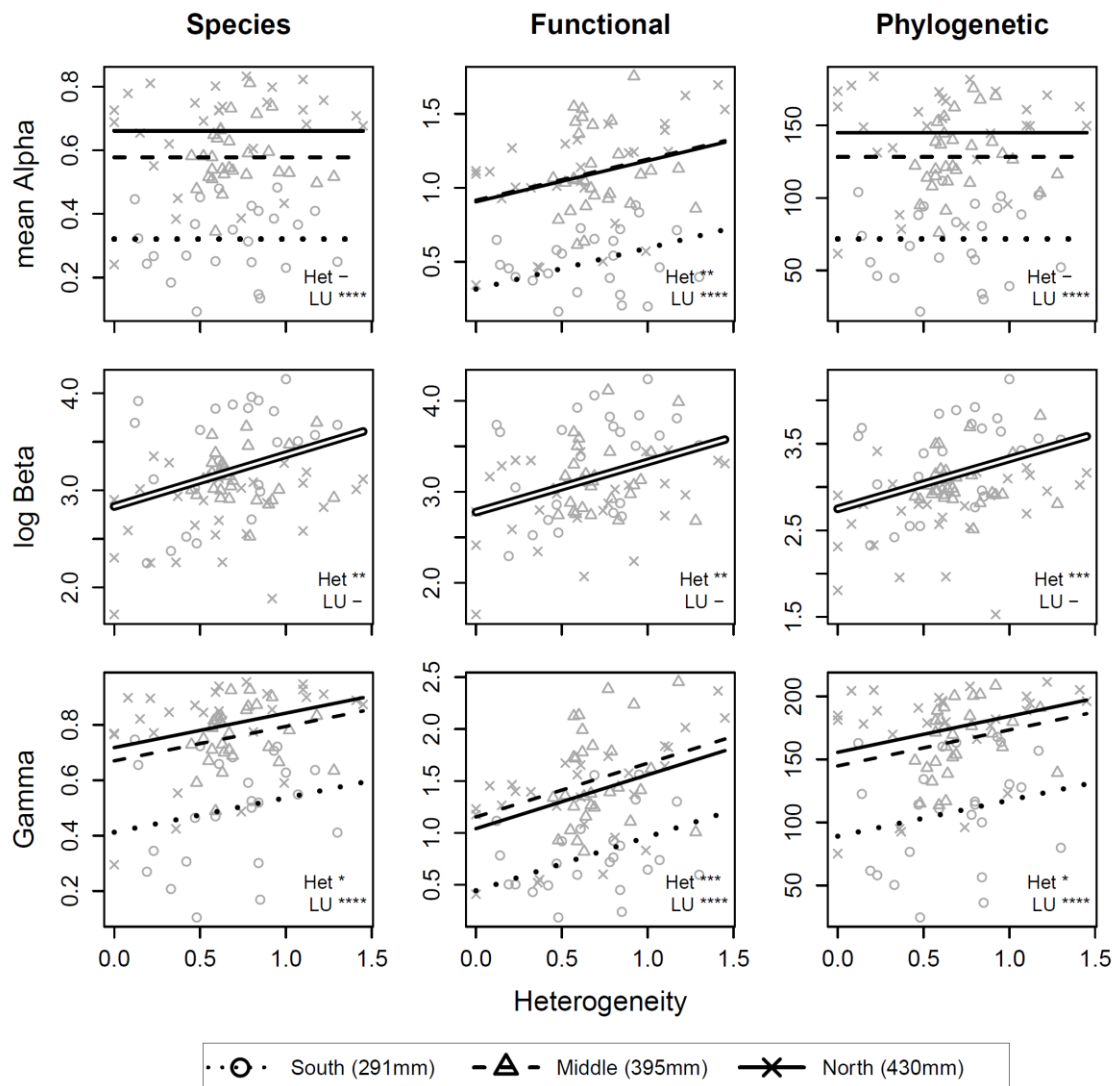 Species Functional Phylogenetic
mean Alpha
0.2 0.4 0.6 0.8
Het –
LU ****
0.5 1.0 1.5
Het **
LU ****
50 100 150
Het –
LU ****
log Beta
2.0 3.0 4.0
Het **
LU –
2.0 3.0 4.0
Het **
LU –
1.5 2.5 3.5
Het ***
LU –
Gamma
0.2 0.4 0.6 0.8
Het *
LU ****
0.5 1.0 1.5 2.0 2.5
Het ***
LU ****
50 100 150 200
Het *
LU ****
0.0 0.5 1.0 1.5 0.0 0.5 1.0 1.5 0.0 0.5 1.0 1.5
Heterogeneity
South (291mm) Middle (395mm) North (430mm)